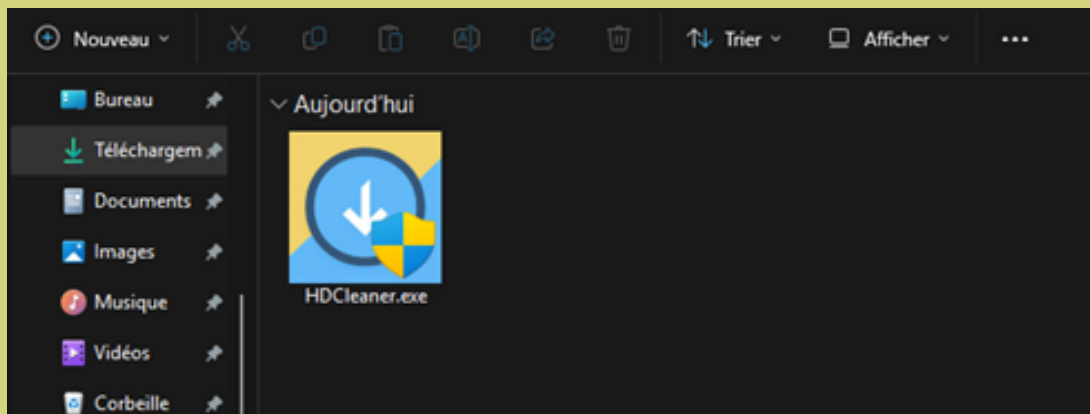 Nouveau
Trier
Afficher
Bureau
Téléchargem
Documents
Images
Musique
Vidéos
Corbeille
Aujourd'hui
HDCleaner.exe